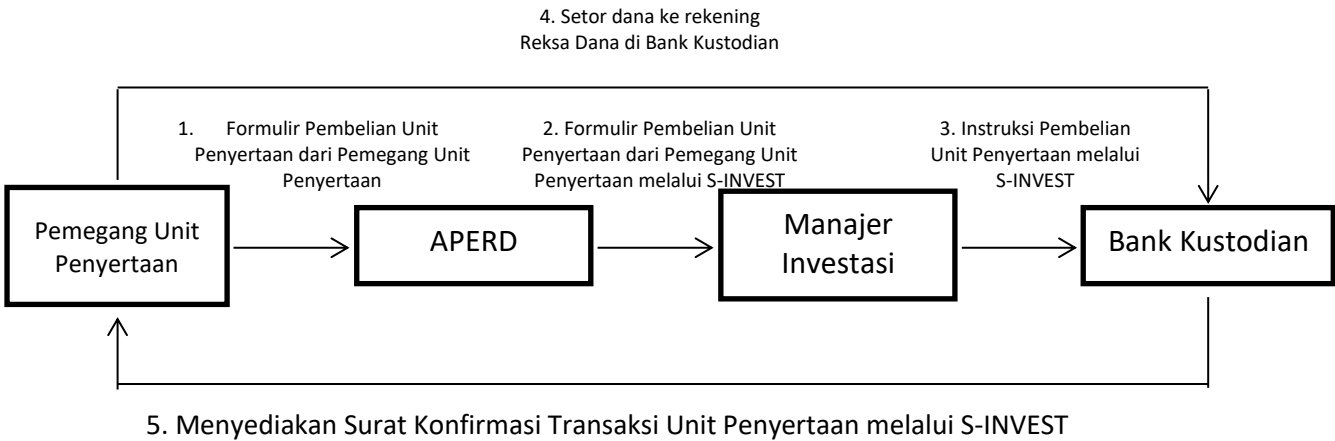 4. Setor dana ke rekening
Reksa Dana di Bank Kustodian
1. Formulir Pembelian Unit
Penyertaan dari Pemegang Unit
Penyertaan
2. Formulir Pembelian Unit
Penyertaan dari Pemegang Unit
Penyertaan melalui S-INVEST
3. Instruksi Pembelian
Unit Penyertaan melalui
S-INVEST
Pemegang Unit
Penyertaan
APERD
Manajer
Investasi
Bank Kustodian
5. Menyediakan Surat Konfirmasi Transaksi Unit Penyertaan melalui S-INVEST